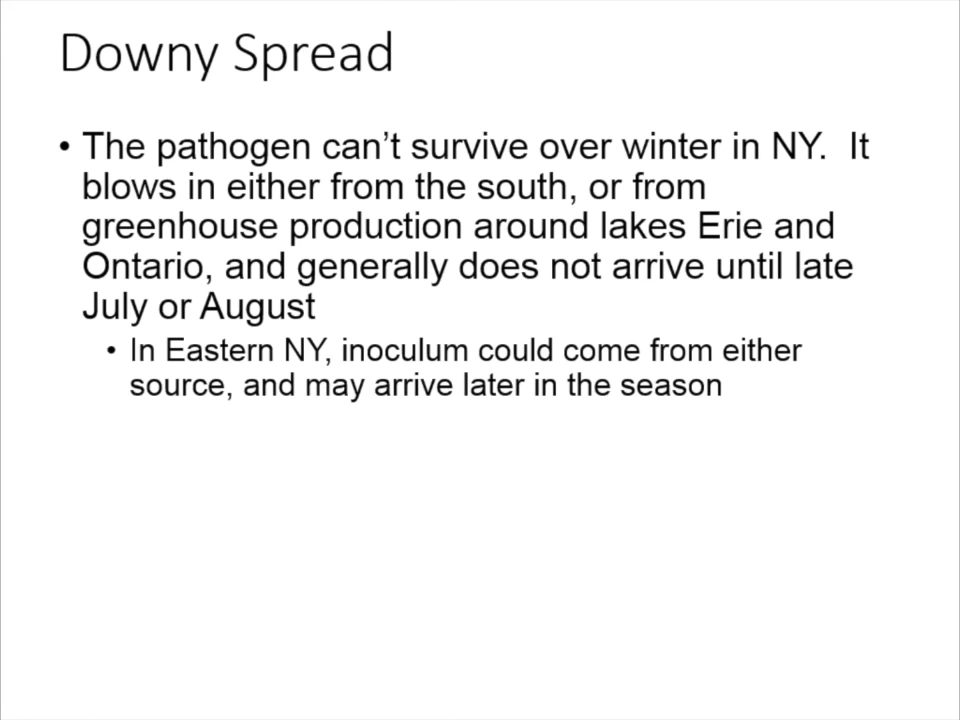 Downy Spread
• The pathogen can’t survive over winter in NY.  It
blows in either from the south, or from
greenhouse production around lakes Erie and
Ontario, and generally does not arrive until late
July or August
• In Eastern NY, inoculum could come from either
source, and may arrive later in the season